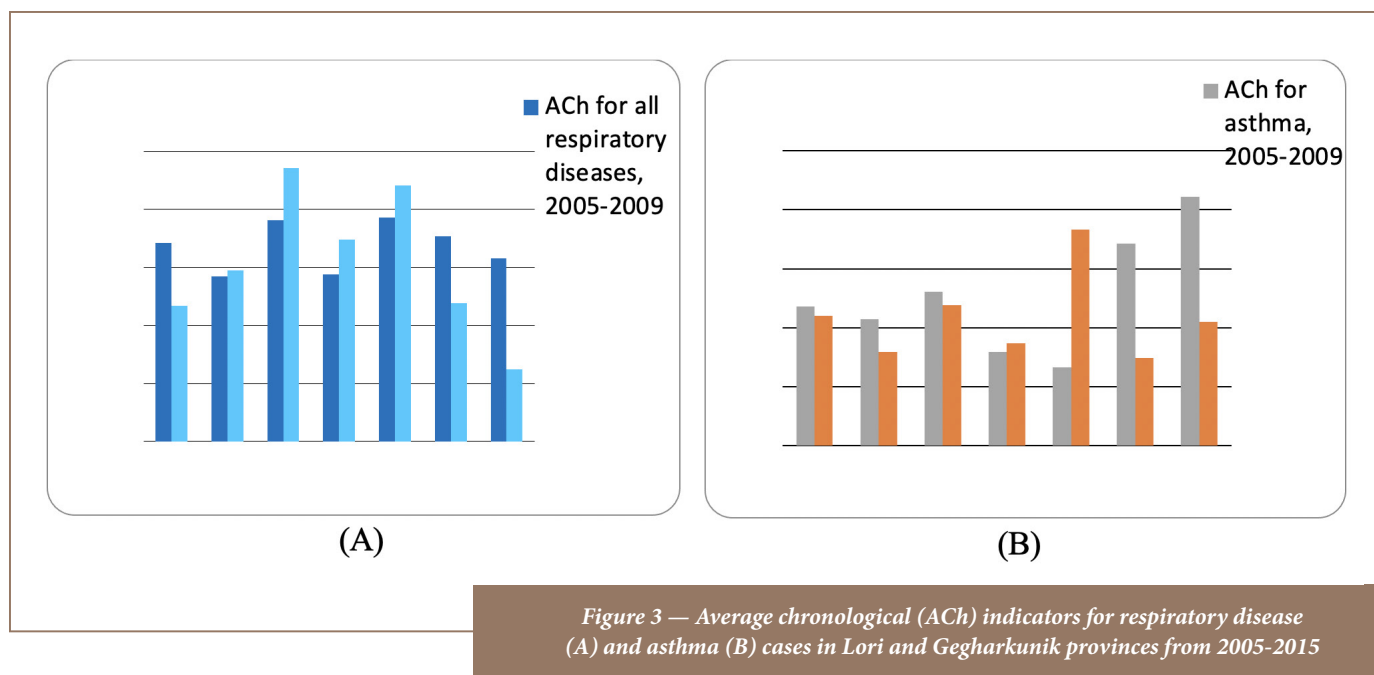 ACh for all
respiratory
diseases,
2005-2009
ACh for
asthma,
2005-2009
(A)
(B)
Figure 3 — Average chronological (ACh) indicators for respiratory disease
(A) and asthma (B) cases in Lori and Gegharkunik provinces from 2005-2015